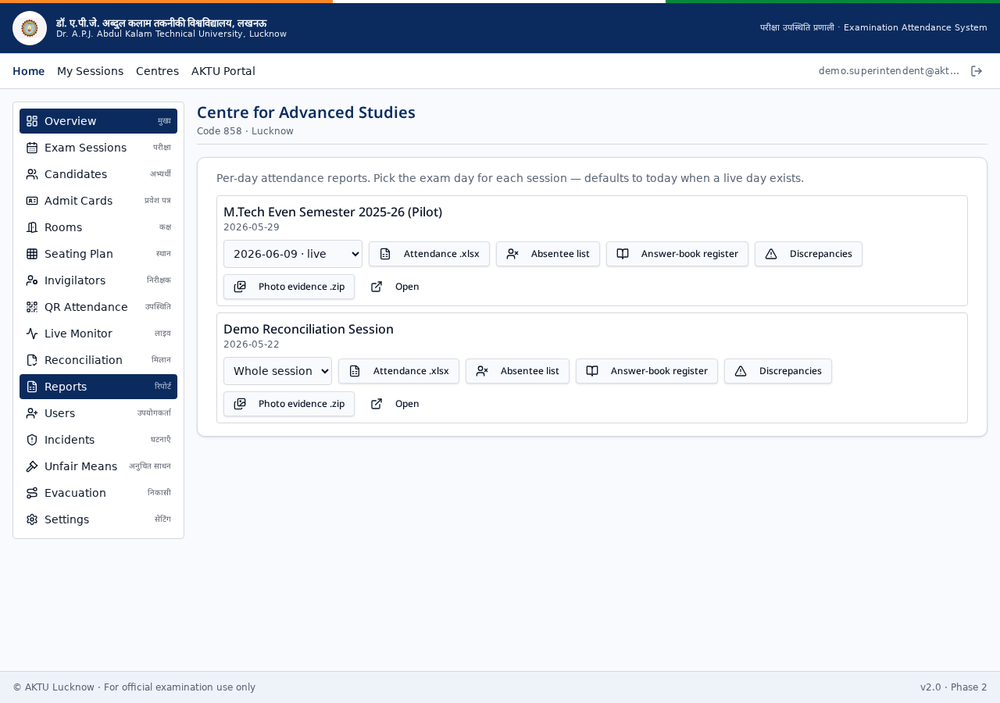 डॉ. ए.पी.जे. अब्दुल कलाम तकनीकी विश्वविद्यालय, लखनऊ
Dr. A.P.J. Abdul Kalam Technical University, Lucknow
परीक्षा उपस्थिति प्रणाली · Examination Attendance System
Home My Sessions Centres AKTU Portal
demo.superintendent@akt...
Overview मुख्य
Exam Sessions परीक्षा
Candidates अभ्यर्थी
Admit Cards प्रवेश पत्र
Rooms कक्ष
Seating Plan स्थान
Invigilators निरीक्षक
QR Attendance उपस्थिति
Live Monitor लाइव
Reconciliation मिलान
Reports रिपोर्ट
Users उपयोगकर्ता
Incidents घटनाएँ
Unfair Means अनुचित साधन
Evacuation निकासी
Settings सेटिंग
Centre for Advanced Studies
Code 858 · Lucknow
Per-day attendance reports. Pick the exam day for each session — defaults to today when a live day exists.
M.Tech Even Semester 2025-26 (Pilot)
2026-05-29
2026-06-09 · live Attendance .xlsx Absentee list Answer-book register Discrepancies
Photo evidence .zip Open
Demo Reconciliation Session
2026-05-22
Whole session Attendance .xlsx Absentee list Answer-book register Discrepancies
Photo evidence .zip Open
© AKTU Lucknow · For official examination use only
v2.0 · Phase 2